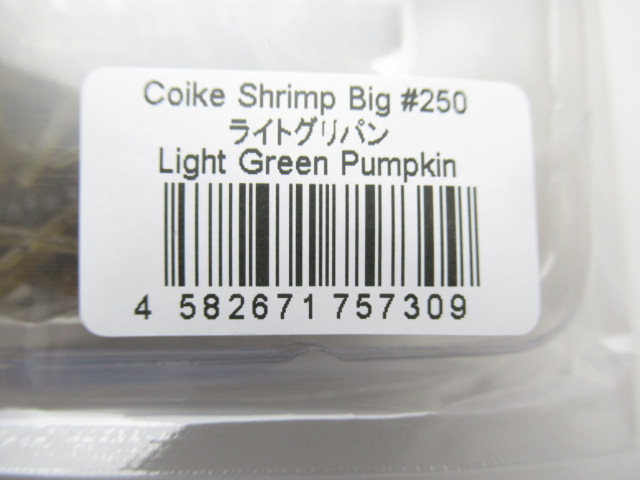 Coike Shrimp Big #250
ライトグリパン
Light Green Pumpkin
4 582671 757309